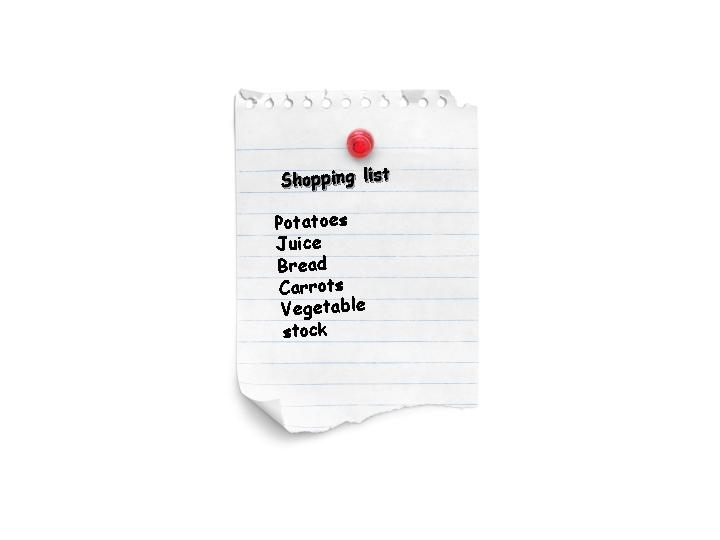 Shopping list
Potatoes
Juice
Bread
Carrots
Vegetable
stock